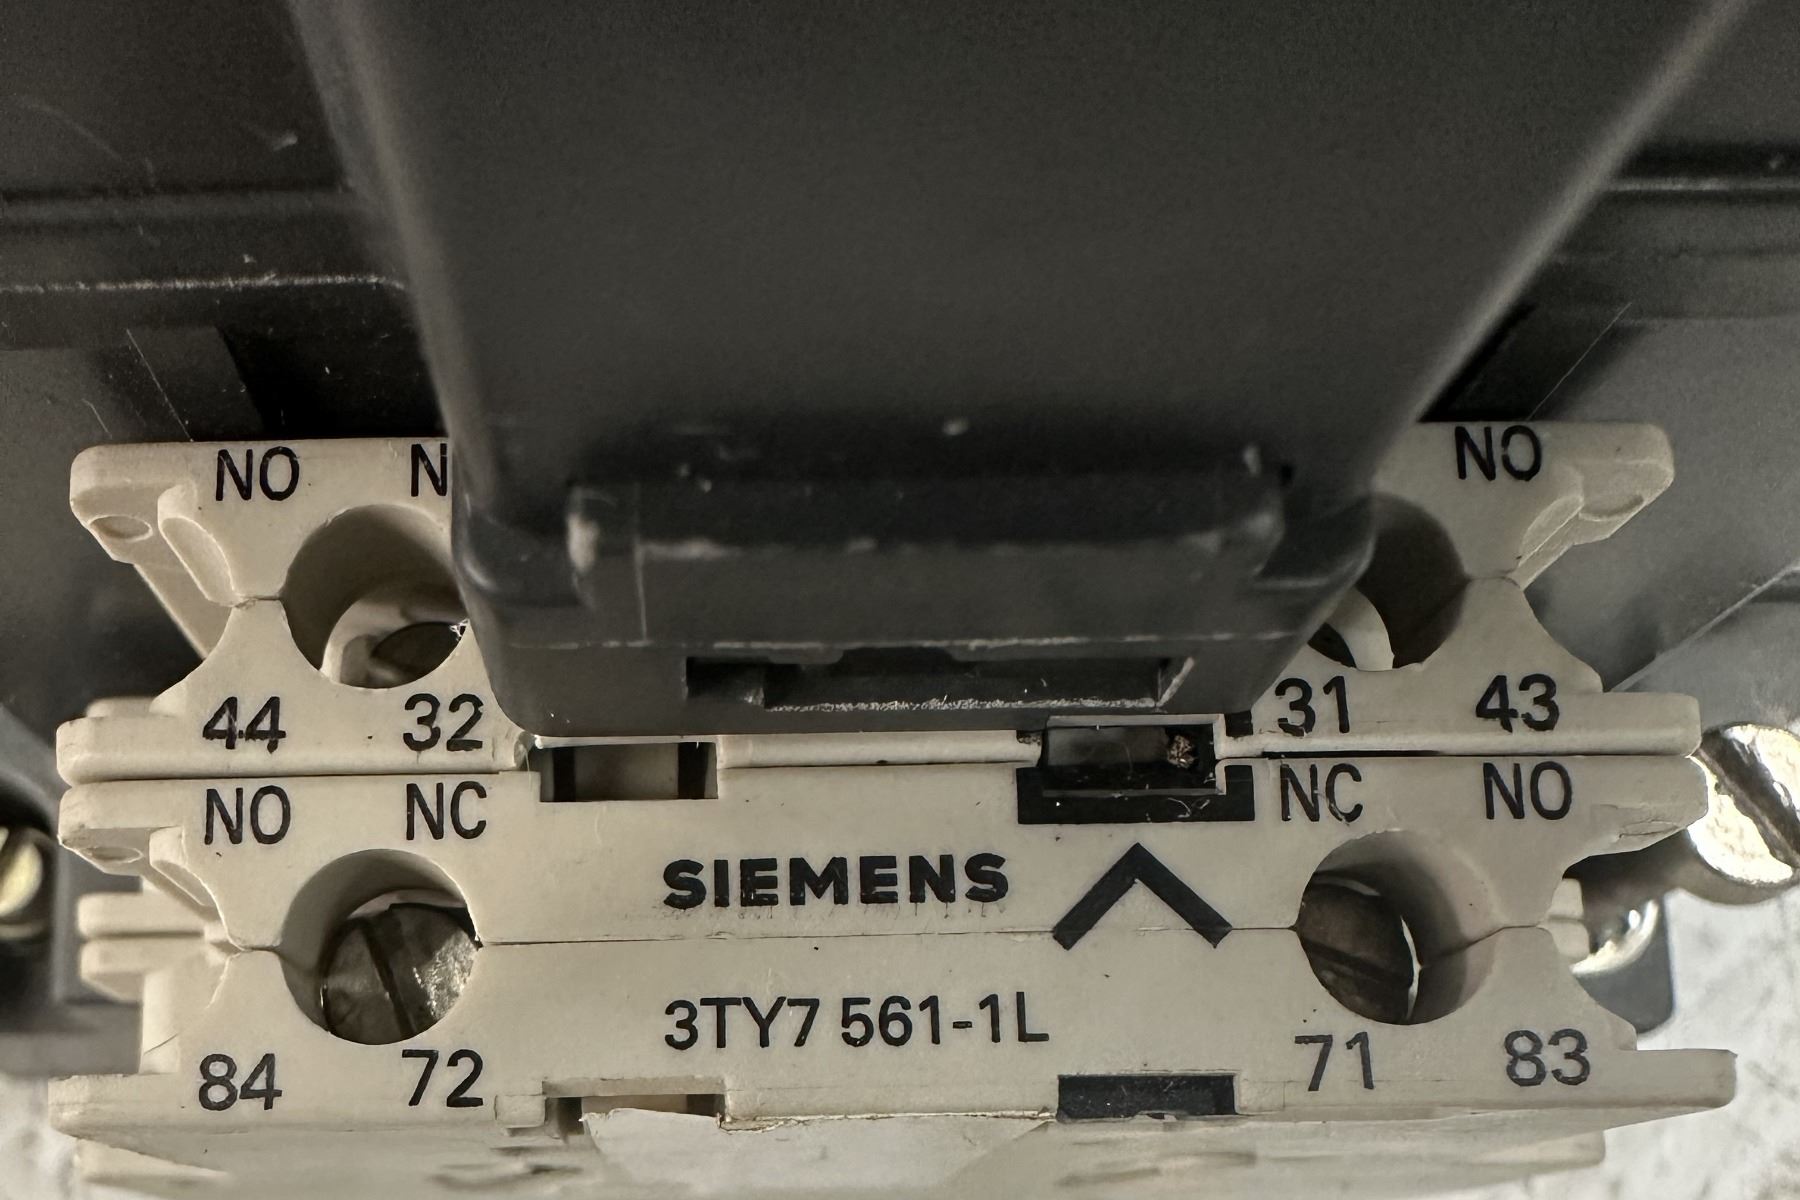 NO N NO
44 32 31 43
NO NC NC NO
SIEMENS
3TY7 561-1L
84 72 71 83